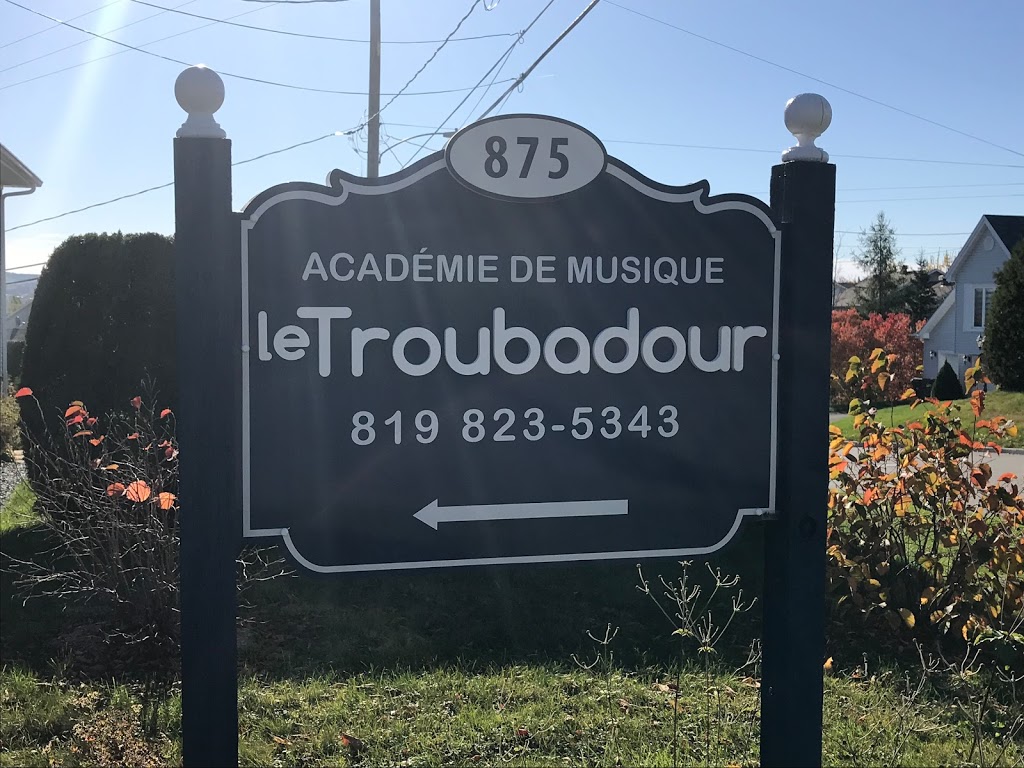 875
ACADÉMIE DE MUSIQUE
leTroubadour
819 823-5343